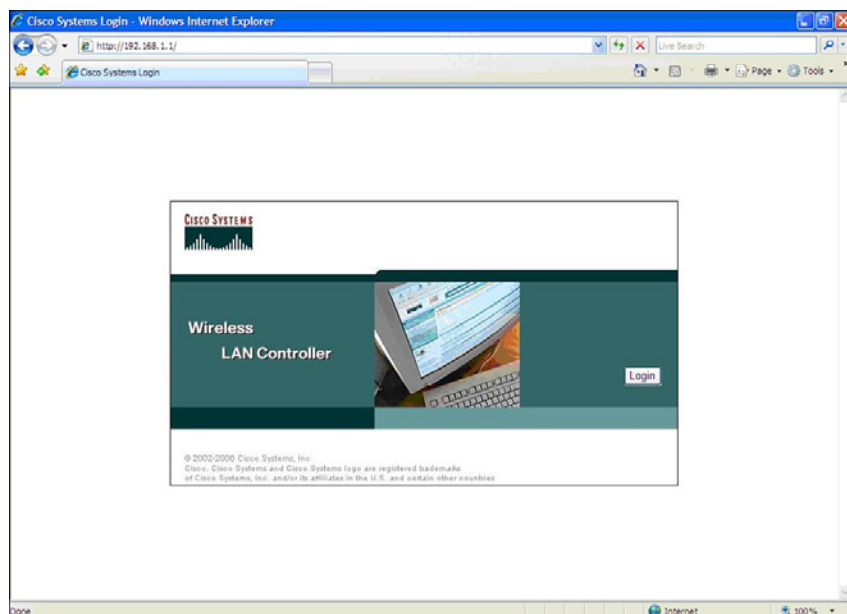 Cisco Systems Login - Windows Internet Explorer
http://192.168.1.1/
Live Search
Cisco Systems Login
Page
Tools
CISCO SYSTEMS
Wireless
LAN Controller
Login
© 2002-2006 Cisco Systems, Inc
Cisco, Cisco Systems and Cisco Systems logo are registered trademarks
of Cisco Systems, Inc. and/or its affiliates in the U.S. and certain other countries
Done
Internet
100%